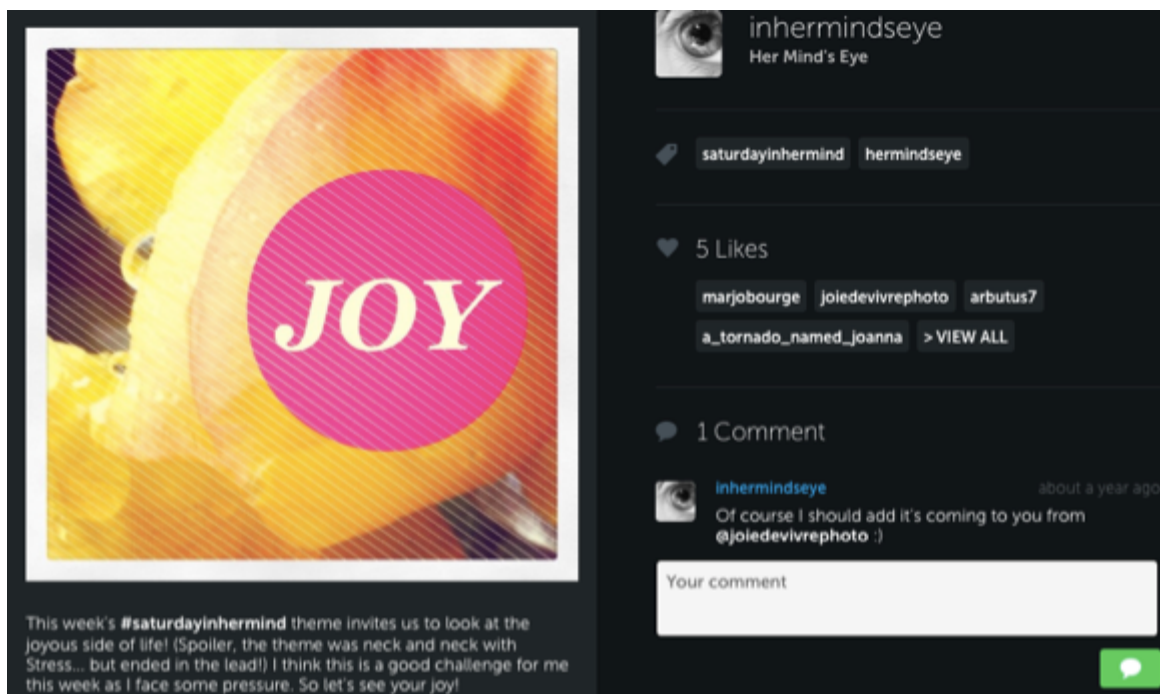 JOY
This week's #saturdayinhermind theme invites us to look at the
joyous side of life! (Spoiler, the theme was neck and neck with
Stress... but ended in the lead!) I think this is a good challenge for me
this week as I face some pressure. So let's see your joy!
inhermindseye
Her Mind's Eye
saturdayinhermind hermindseye
5 Likes
marjobourge joiedevivrephoto arbutus7
a_tornado_named_joanna > VIEW ALL
1 Comment
inhermindseye about a year ago
Of course I should add it's coming to you from
@joiedevivrephoto :)
Your comment